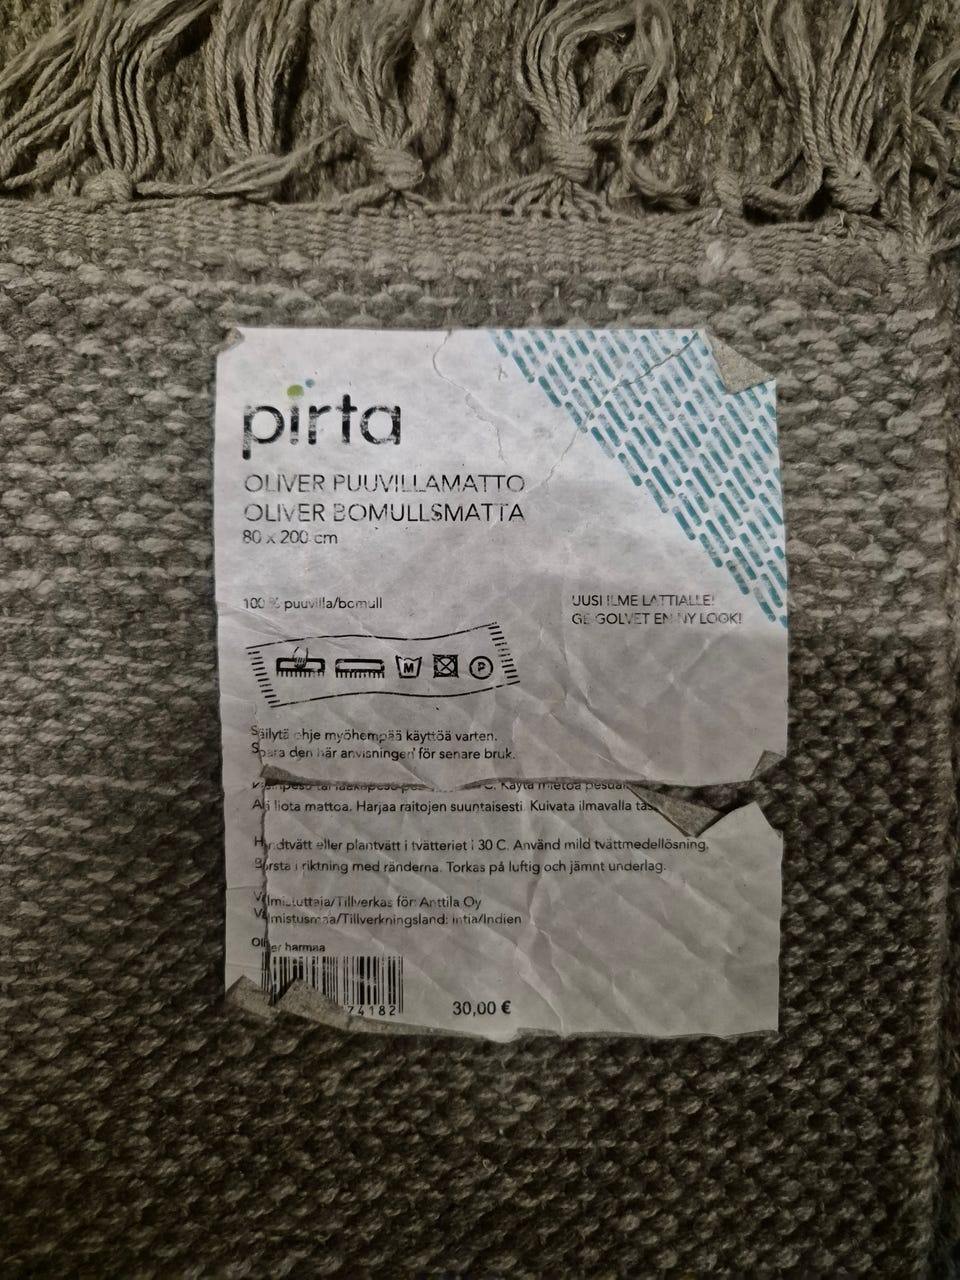 pirta
OLIVER PUUVILLAMATTO
OLIVER BOMULLSMATTA
80 x 200 cm
100 % puuvilla/bomull
UUSI ILME LATTIALLE!
GE GOLVET EN NY LOOK!
M
P
Säilytä ohje myöhempää käyttöä varten.
Spara den här anvisningen för senare bruk.
C. Käytä mietoa
Älä liota mattoa. Harjaa raitojen suuntaisesti. Kuivata ilmavalla
Handtvätt eller plantvätt i tvätteriet i 30 C. Använd mild tvättmedellösning.
Borsta i riktning med ränderna. Torkas på luftig och jämnt underlag.
Valmistuttaja/Tillverkas för: Anttila Oy
Valmistusmaa/Tillverkningsland: Intia/Indien
Oliver harmaa
74182
30,00 €